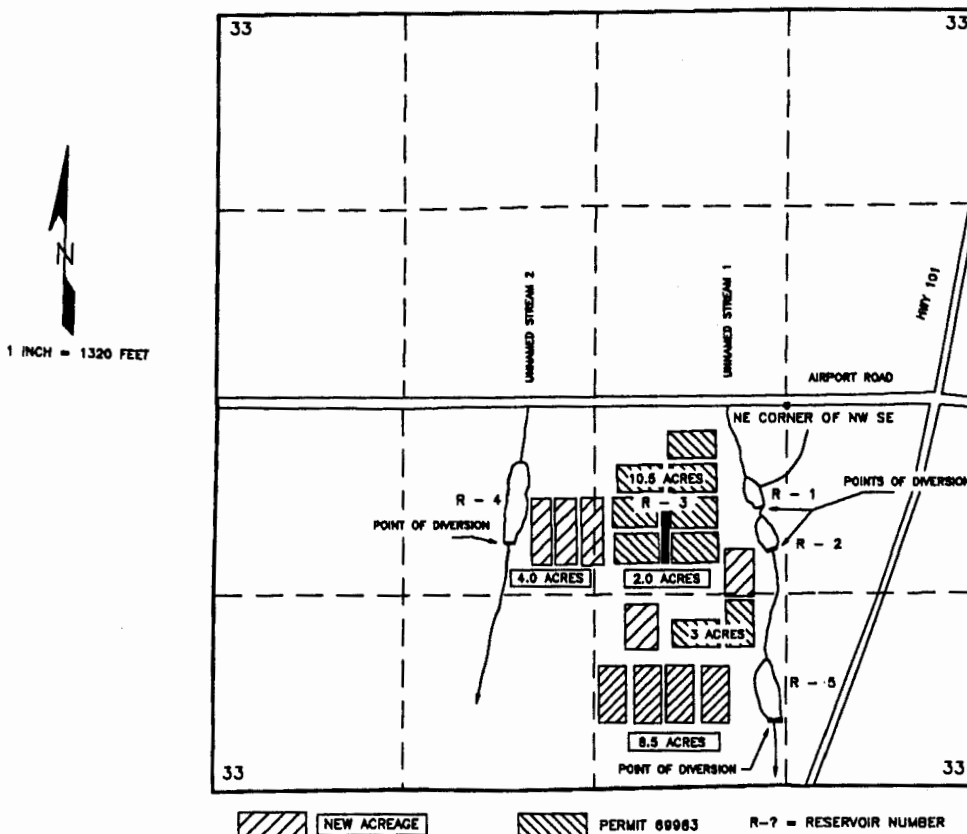 33
33
N
1 INCH = 1320 FEET
UNNAMED STREAM 2
UNNAMED STREAM 1
HWY 101
AIRPORT ROAD
NE CORNER OF NW SE
10.5 ACRES
POINTS OF DIVERSION
R - 4
R - 3
R - 1
POINT OF DIVERSION
R - 2
4.0 ACRES
2.0 ACRES
3 ACRES
R - 5
8.5 ACRES
POINT OF DIVERSION
33
33
NEW ACREAGE
PERMIT 69963
R-? = RESERVOIR NUMBER